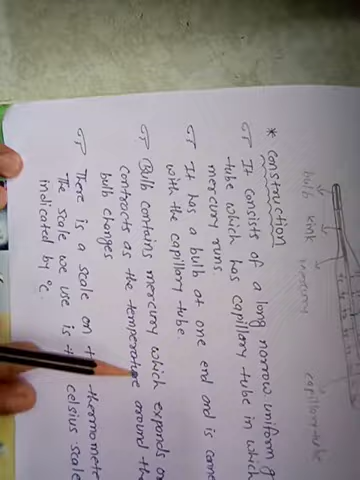 bulb kink mercury capillary-tube
* Construction
It consists of a long narrow uniform
tube which has capillary tube in which
mercury runs.
It has a bulb at one end and is
with the capillary-tube.
Bulb contains mercury which expands or
contracts as the temperature around the
bulb changes
There is a scale on
The scale we use is celsius scale
indicated by °C.